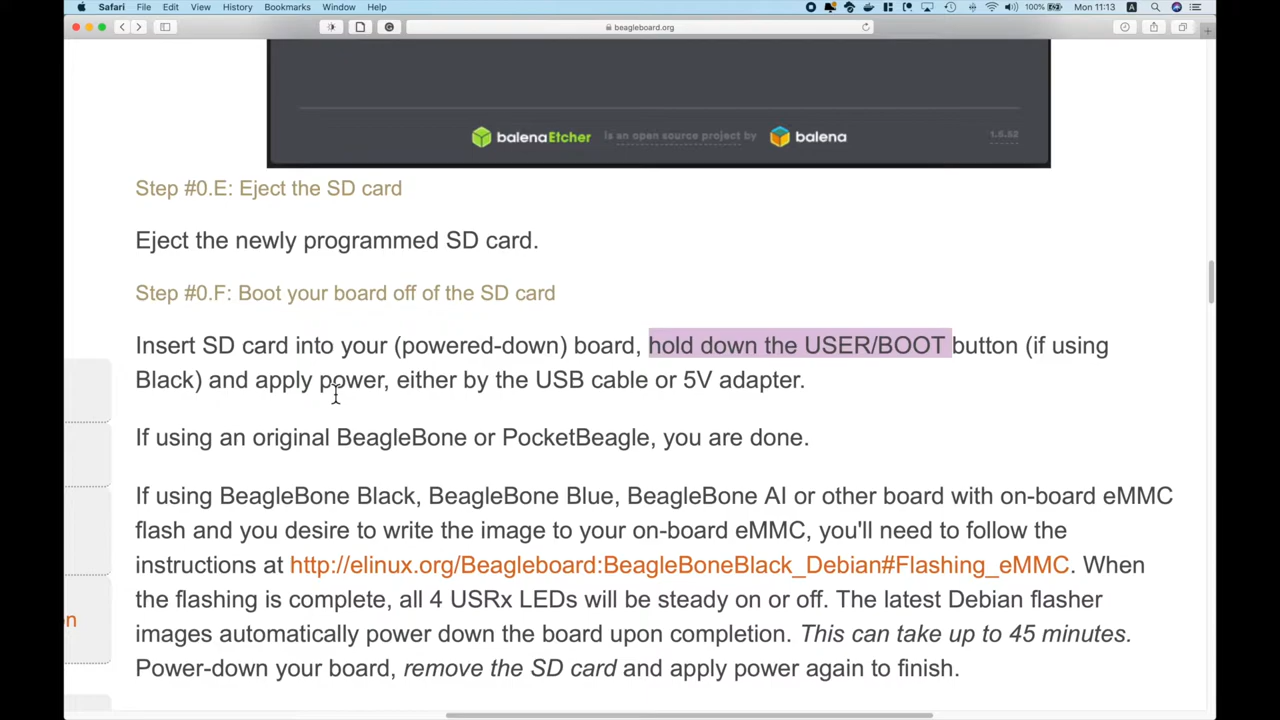 Safari File Edit View History Bookmarks Window Help 100% Mon 11:13 A
beagleboard.org
balenaEtcher is an open source project by balena 1.5.52
Step #0.E: Eject the SD card
Eject the newly programmed SD card.
Step #0.F: Boot your board off of the SD card
Insert SD card into your (powered-down) board, hold down the USER/BOOT button (if using
Black) and apply power, either by the USB cable or 5V adapter.
If using an original BeagleBone or PocketBeagle, you are done.
If using BeagleBone Black, BeagleBone Blue, BeagleBone AI or other board with on-board eMMC
flash and you desire to write the image to your on-board eMMC, you'll need to follow the
instructions at http://elinux.org/Beagleboard:BeagleBoneBlack_Debian#Flashing_eMMC. When
the flashing is complete, all 4 USRx LEDs will be steady on or off. The latest Debian flasher
on
images automatically power down the board upon completion. This can take up to 45 minutes.
Power-down your board, remove the SD card and apply power again to finish.